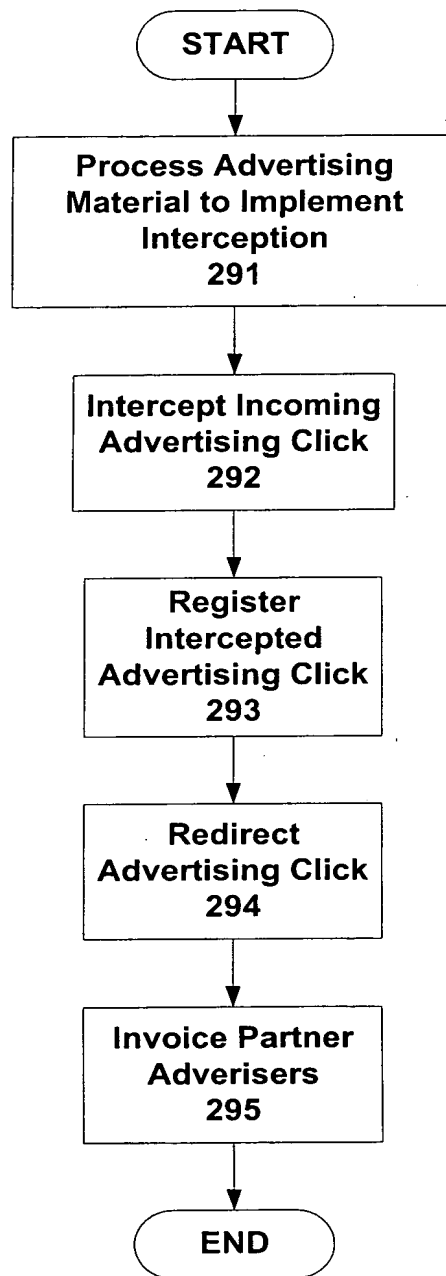 START
Process Advertising
Material to Implement
Interception
291
Intercept Incoming
Advertising Click
292
Register
Intercepted
Advertising Click
293
Redirect
Advertising Click
294
Invoice Partner
Adverisers
295
END